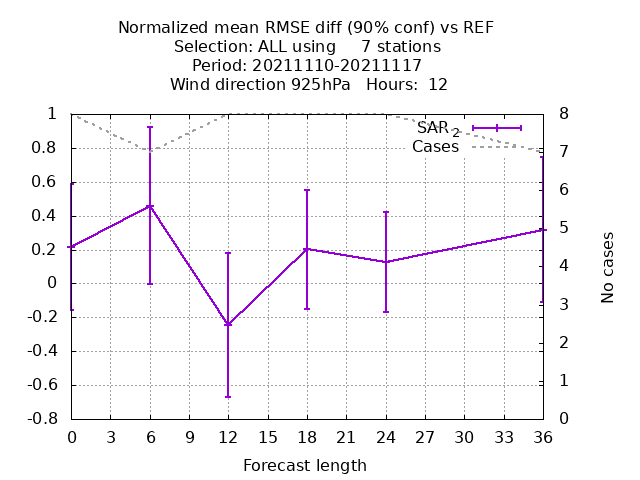 Normalized mean RMSE diff (90% conf) vs REF
Selection: ALL using     7 stations
Period: 20211110-20211117
Wind direction 925hPa   Hours:  12
1
0.8
0.6
0.4
0.2
0
-0.2
-0.4
-0.6
-0.8
8
7
6
5
4
3
2
1
0
SAR_2
Cases
No cases
0 3 6 9 12 15 18 21 24 27 30 33 36
Forecast length